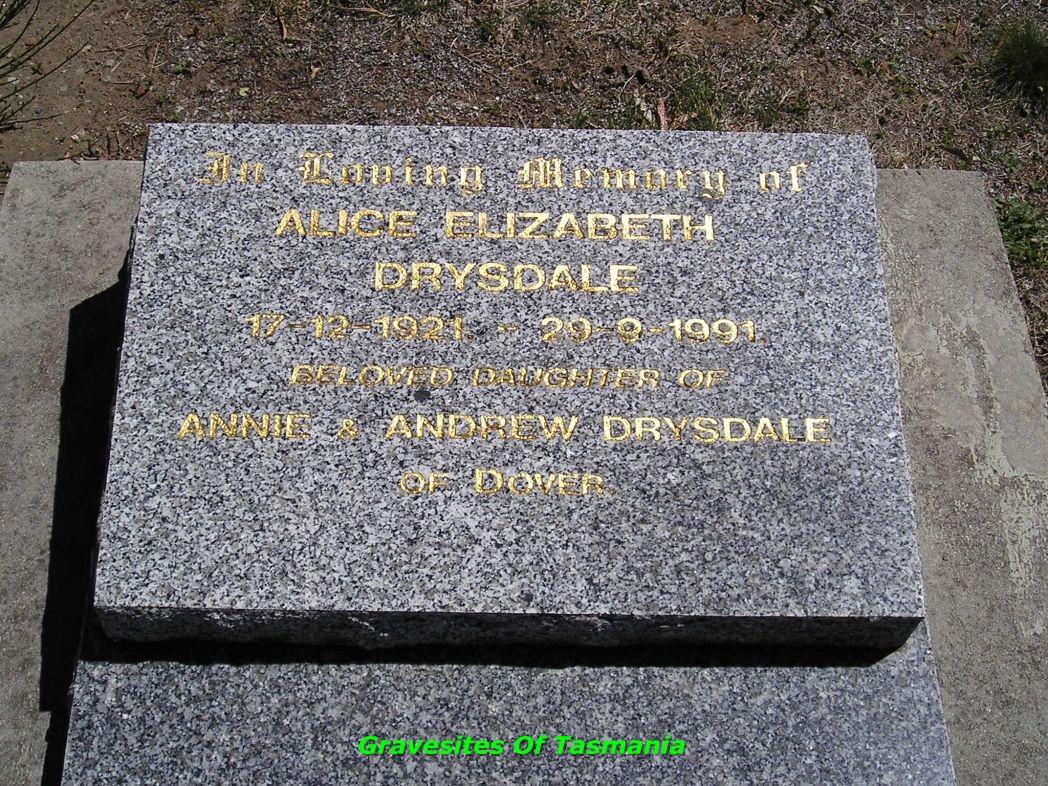 In Loving Memory of
ALICE ELIZABETH
DRYSDALE
17-12-1921. - 29-9-1991.
BELOVED DAUGHTER OF
ANNIE & ANDREW DRYSDALE
OF DOVER.
Gravesites Of Tasmania